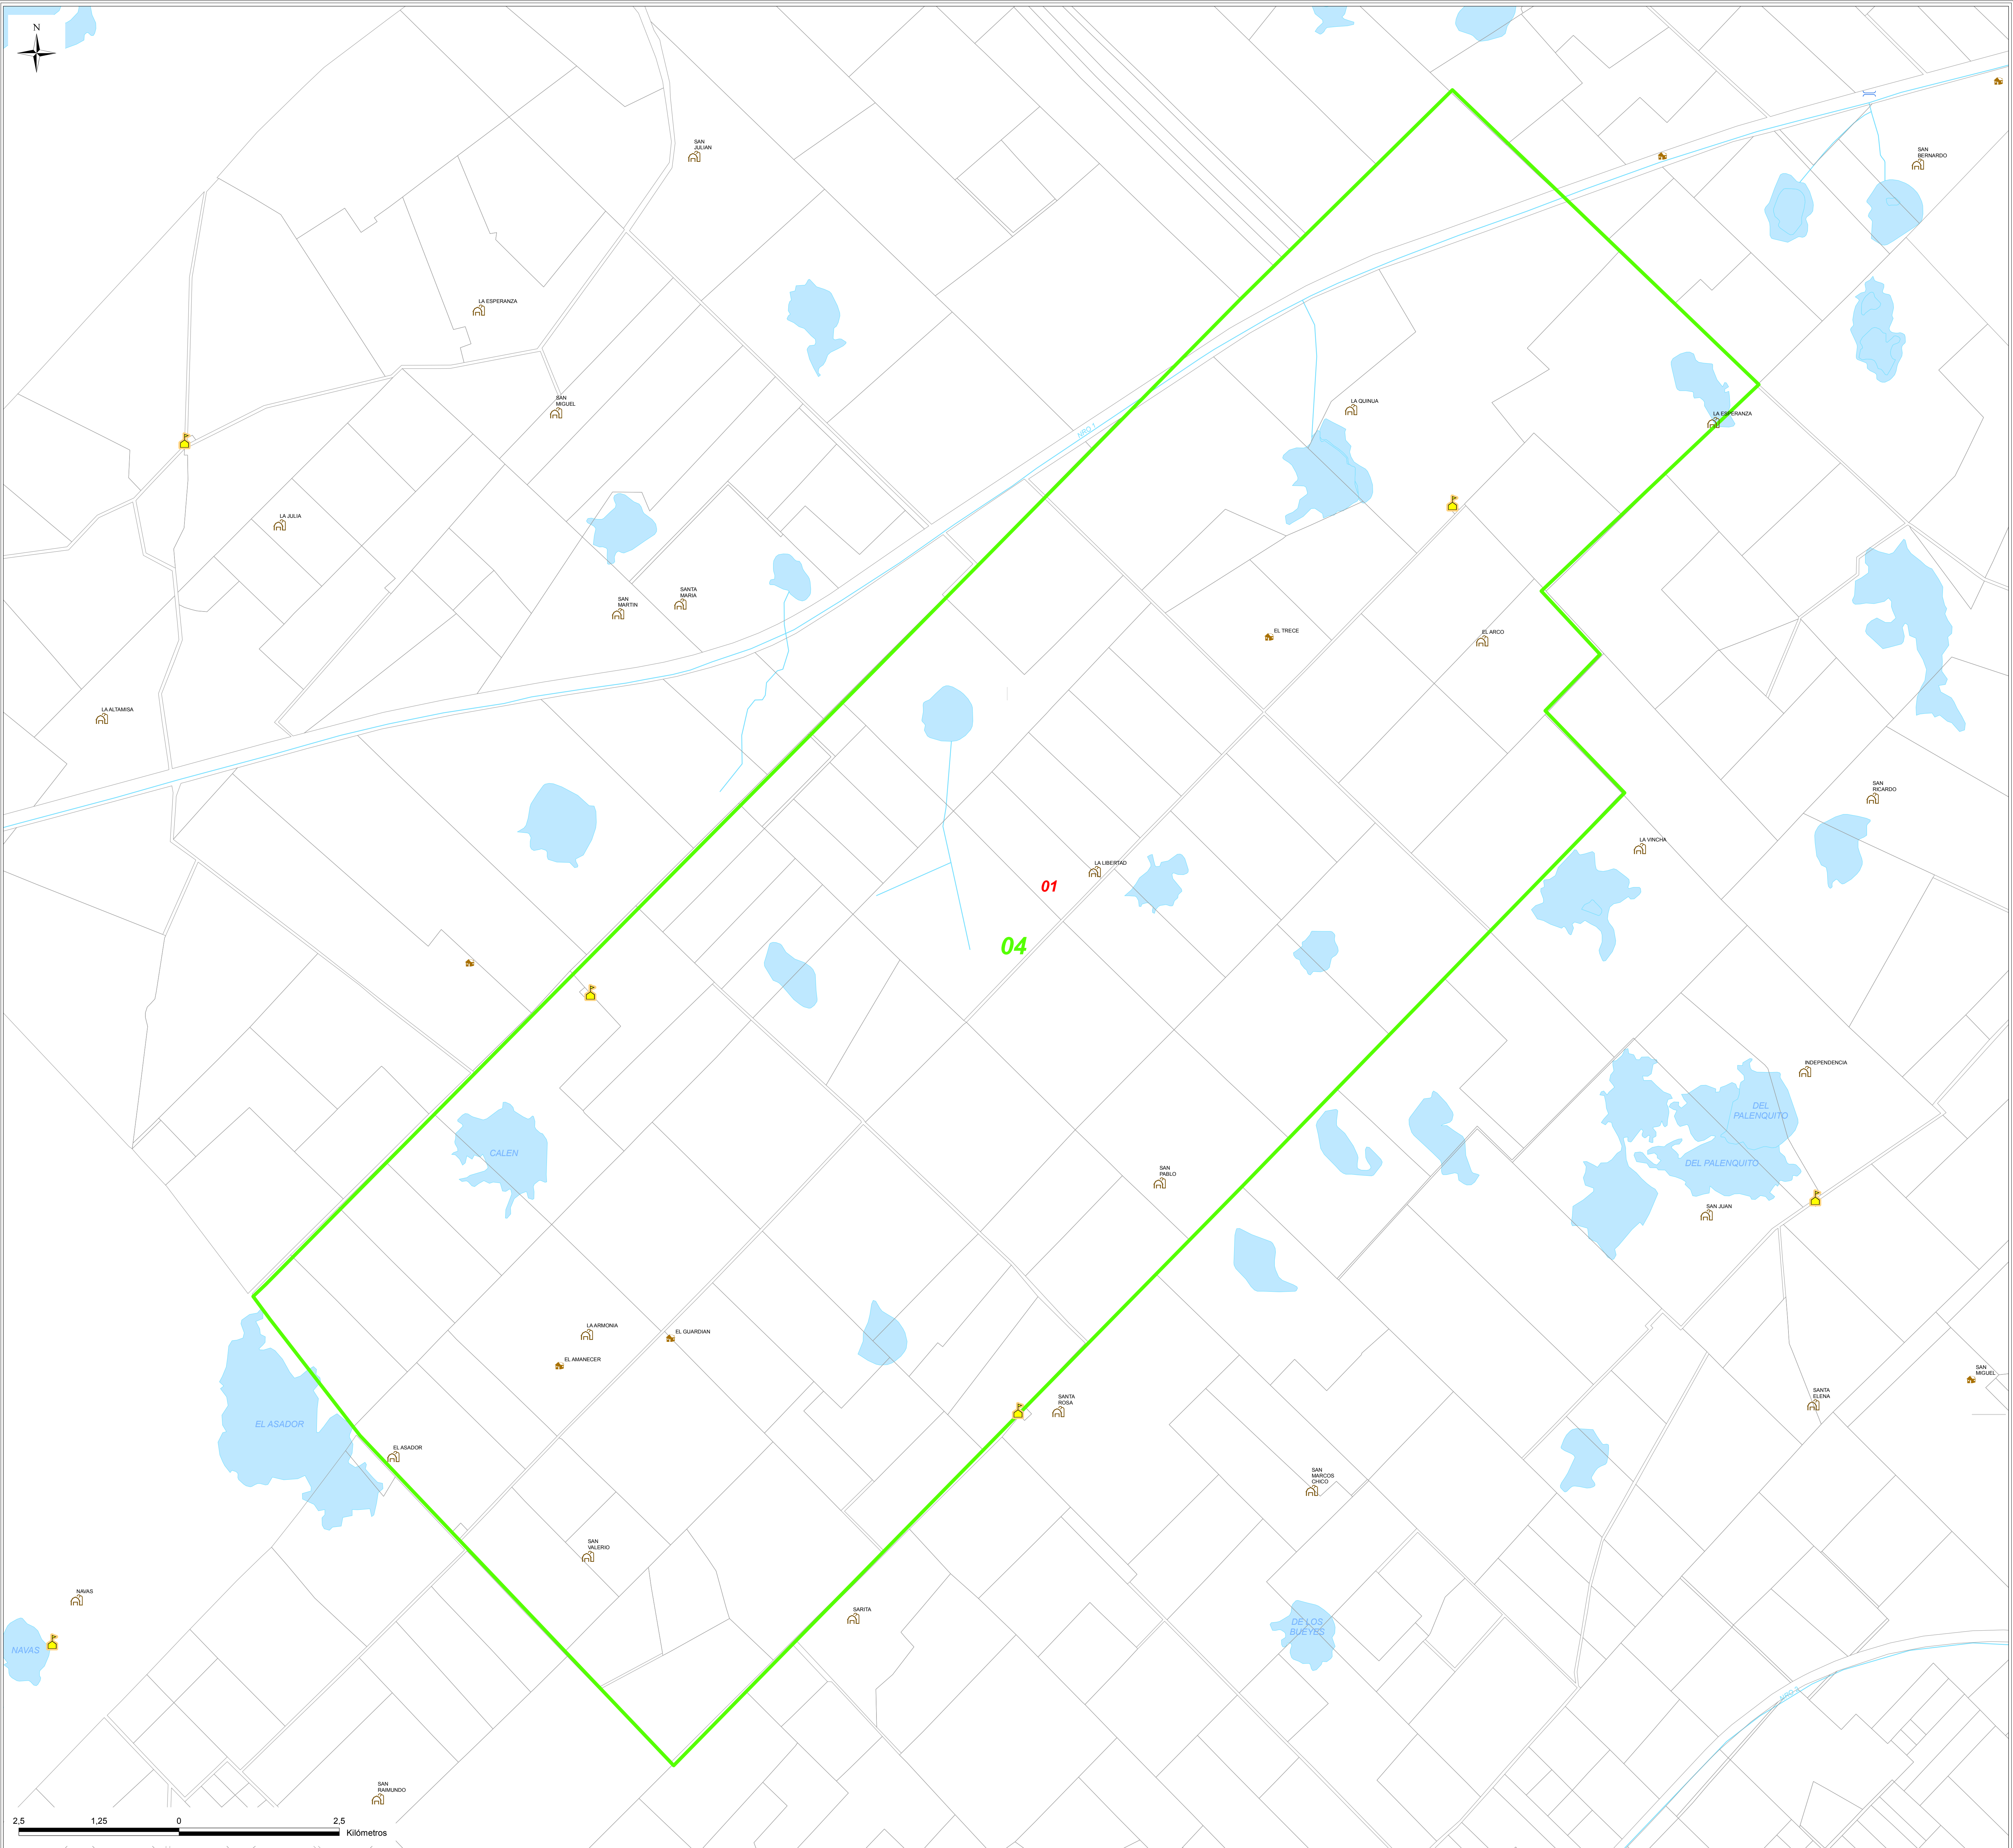 N
SAN
JULIAN
SAN
BERNARDO
LA ESPERANZA
SAN
MIGUEL
LA QUINUA
LA ESPERANZA
NRO 1
LA JULIA
SAN
MARTIN
SANTA
MARIA
EL TRECE
EL ARCO
LA ALTAMISA
SAN
RICARDO
LA VINCHA
LA LIBERTAD
01
04
INDEPENDENCIA
DEL
PALENQUITO
CALEN
DEL PALENQUITO
SAN
PABLO
SAN JUAN
LA ARMONIA
EL GUARDIAN
EL AMANECER
SAN
MIGUEL
SANTA
ROSA
SANTA
ELENA
EL ASADOR
EL ASADOR
SAN
MARCOS
CHICO
SAN
VALERIO
NAVAS
SARITA
DE LOS
BUEYES
NAVAS
SAN
RAIMUNDO
2,5
1,25
0
2,5
Kilómetros